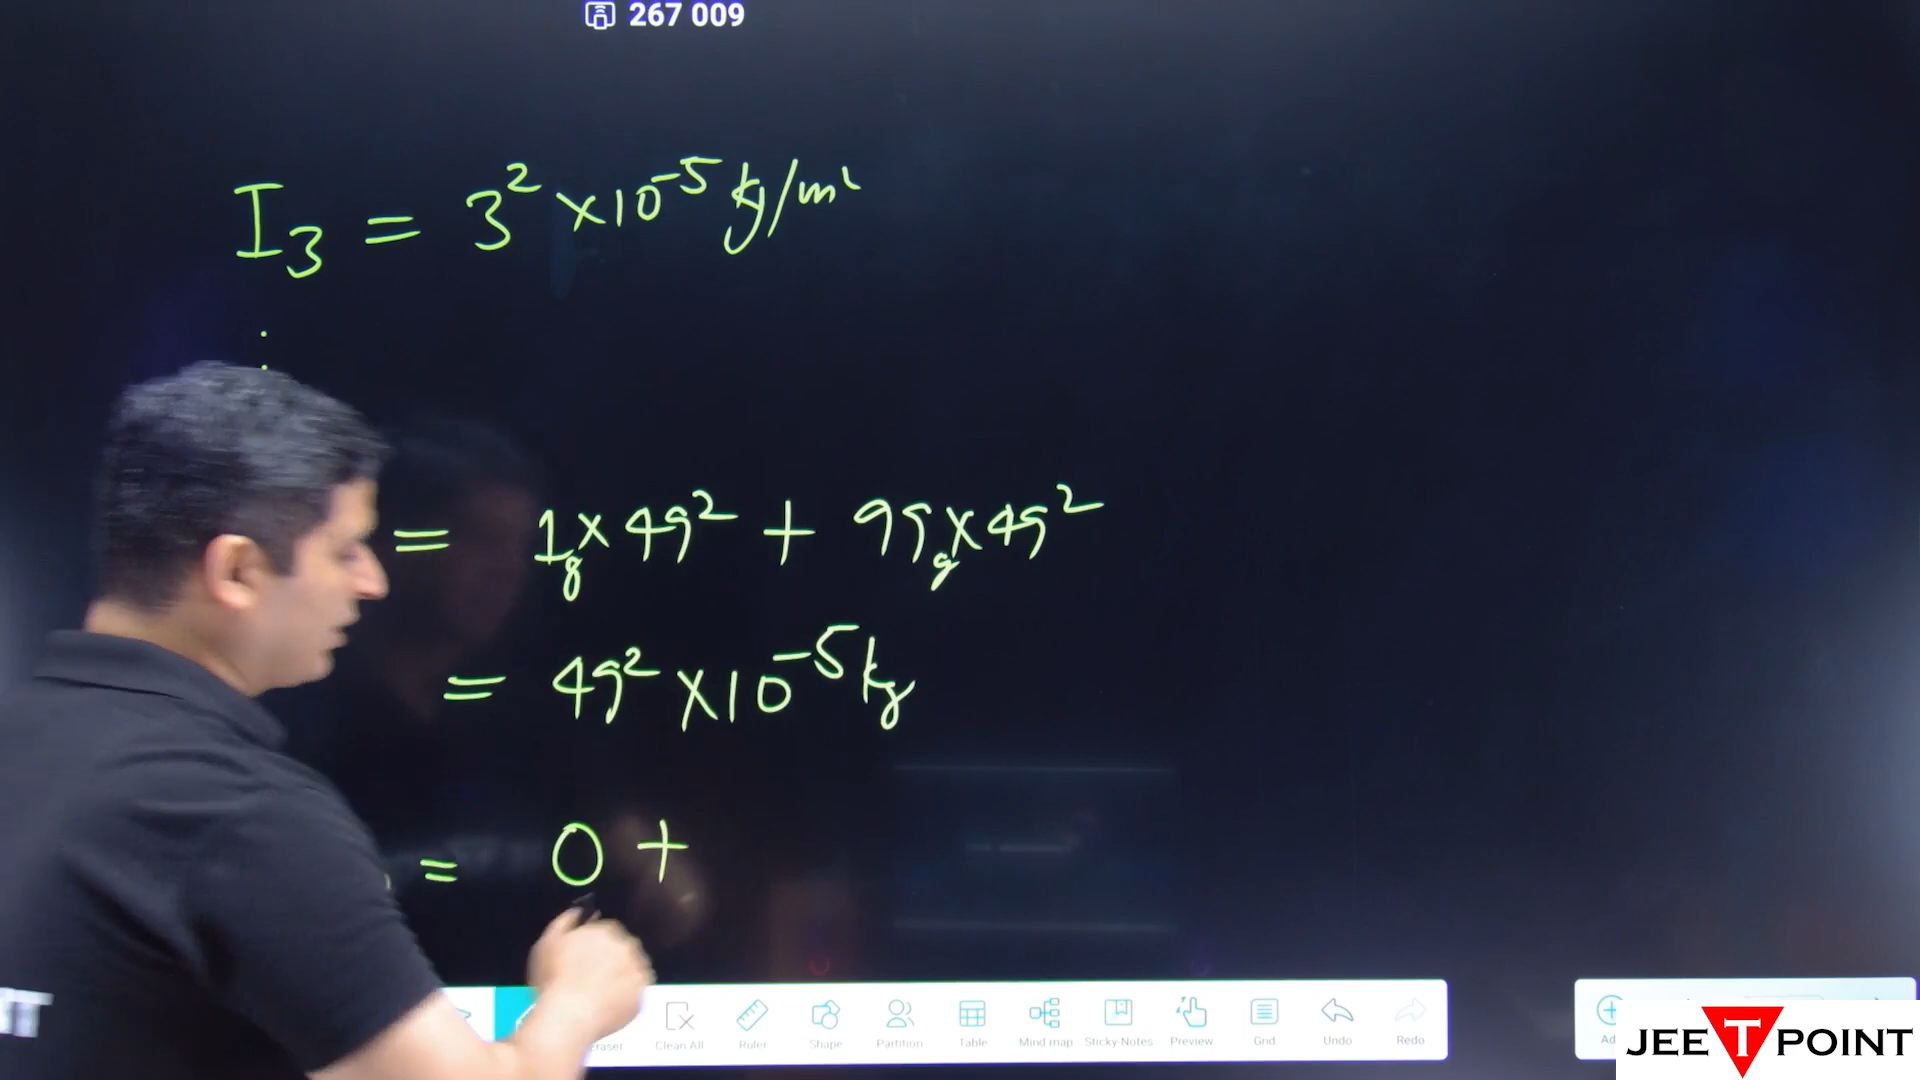 267 009
I₃ = 3² ×10⁻⁵ kg/m²
= 1g × 49² + 99g × 49²
= 49² ×10⁻⁵ kg
= 0 +
Eraser Clean All Ruler Shape Partition Table Mind map Sticky-Notes Preview Grid Undo Redo
JEE T POINT